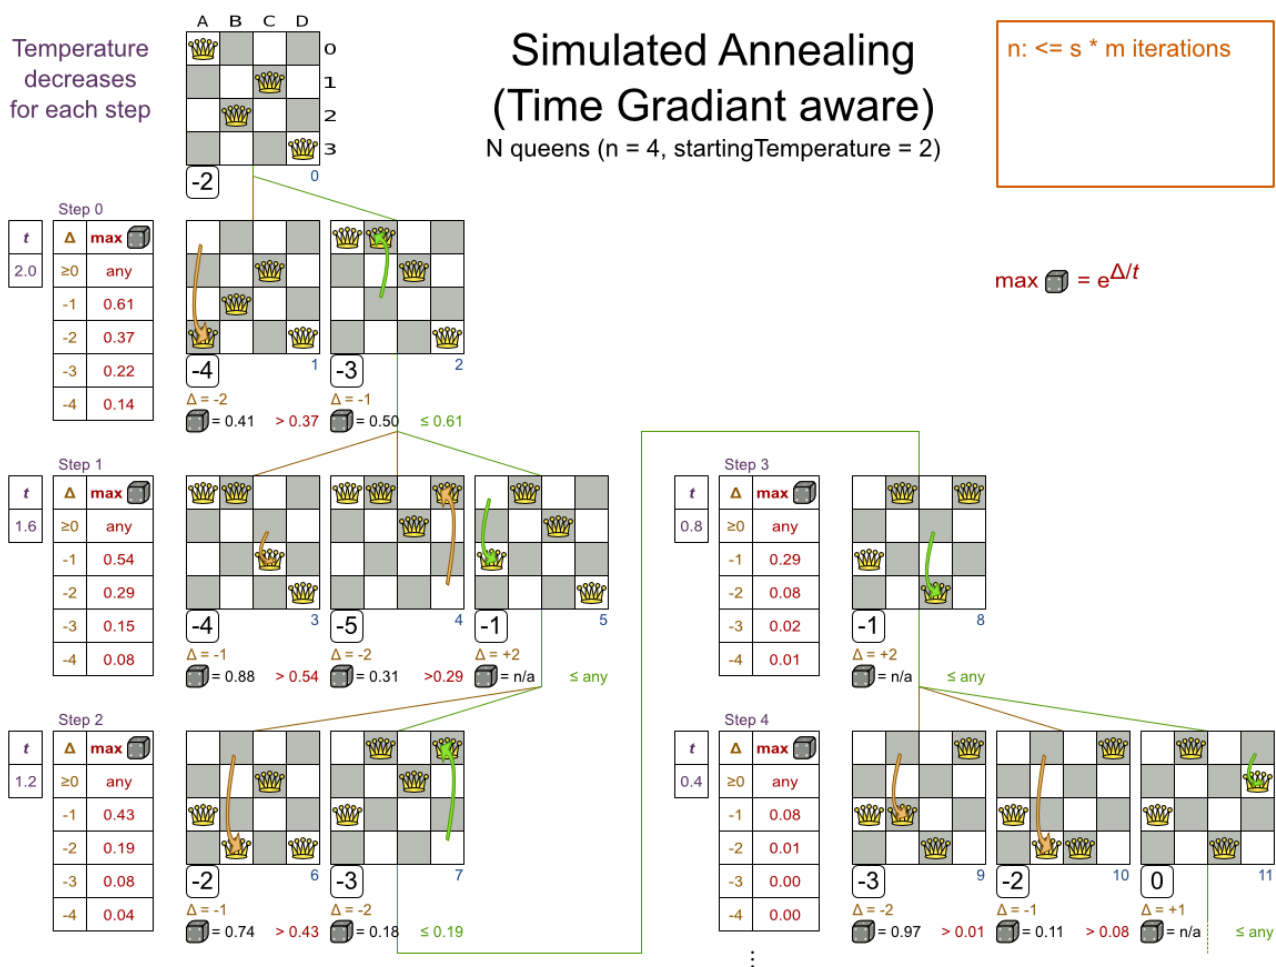 Temperature
decreases
for each step
A B C D
0
1
2
3
-2
0
Simulated Annealing
(Time Gradiant aware)
N queens (n = 4, startingTemperature = 2)
n: <= s * m iterations
max = e^Δ/t
Step 0
t
2.0
Δ max
≥0 any
-1 0.61
-2 0.37
-3 0.22
-4 0.14
-4
1
Δ = -2
= 0.41 > 0.37
-3
2
Δ = -1
= 0.50 ≤ 0.61
Step 1
t
1.6
Δ max
≥0 any
-1 0.54
-2 0.29
-3 0.15
-4 0.08
-4
3
Δ = -1
= 0.88 > 0.54
-5
4
Δ = -2
= 0.31 >0.29
-1
5
Δ = +2
= n/a ≤ any
Step 2
t
1.2
Δ max
≥0 any
-1 0.43
-2 0.19
-3 0.08
-4 0.04
-2
6
Δ = -1
= 0.74 > 0.43
-3
7
Δ = -2
= 0.18 ≤ 0.19
Step 3
t
0.8
Δ max
≥0 any
-1 0.29
-2 0.08
-3 0.02
-4 0.01
-1
8
Δ = +2
= n/a ≤ any
Step 4
t
0.4
Δ max
≥0 any
-1 0.08
-2 0.01
-3 0.00
-4 0.00
-3
9
Δ = -2
= 0.97 > 0.01
-2
10
Δ = -1
= 0.11 > 0.08
0
11
Δ = +1
= n/a ≤ any
⋮